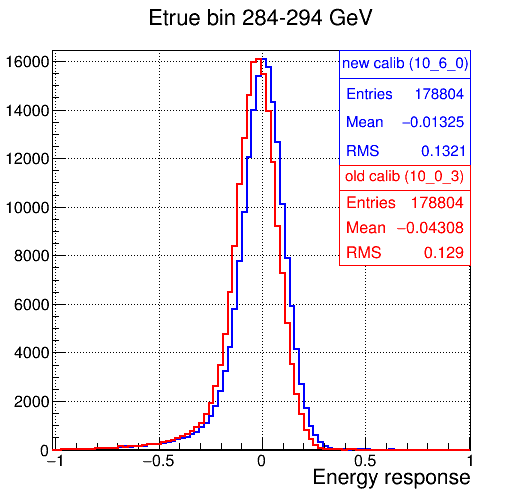 Etrue bin 284-294 GeV
new calib (10_6_0)
Entries 178804
Mean −0.01325
RMS 0.1321
old calib (10_0_3)
Entries 178804
Mean −0.04308
RMS 0.129
16000
14000
12000
10000
8000
6000
4000
2000
0
−1 −0.5 0 0.5 1
Energy response